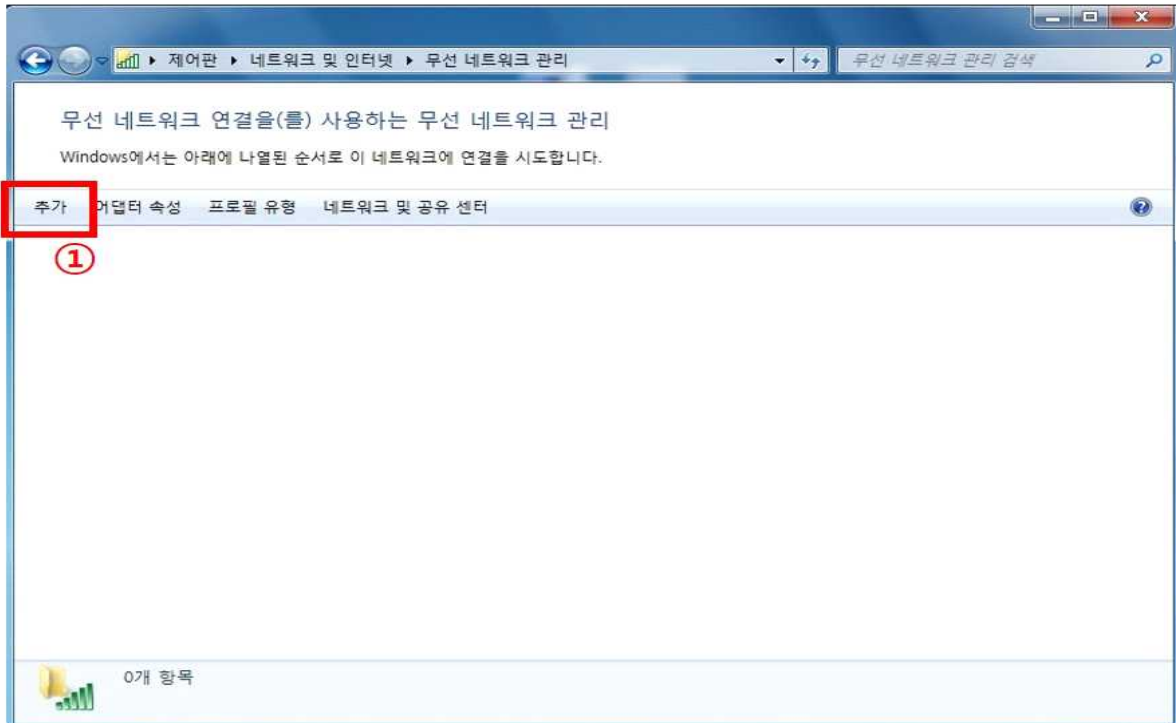 제어판 ▸ 네트워크 및 인터넷 ▸ 무선 네트워크 관리
무선 네트워크 관리 검색
무선 네트워크 연결을(를) 사용하는 무선 네트워크 관리
Windows에서는 아래에 나열된 순서로 이 네트워크에 연결을 시도합니다.
추가 어댑터 속성 프로필 유형 네트워크 및 공유 센터
①
0개 항목